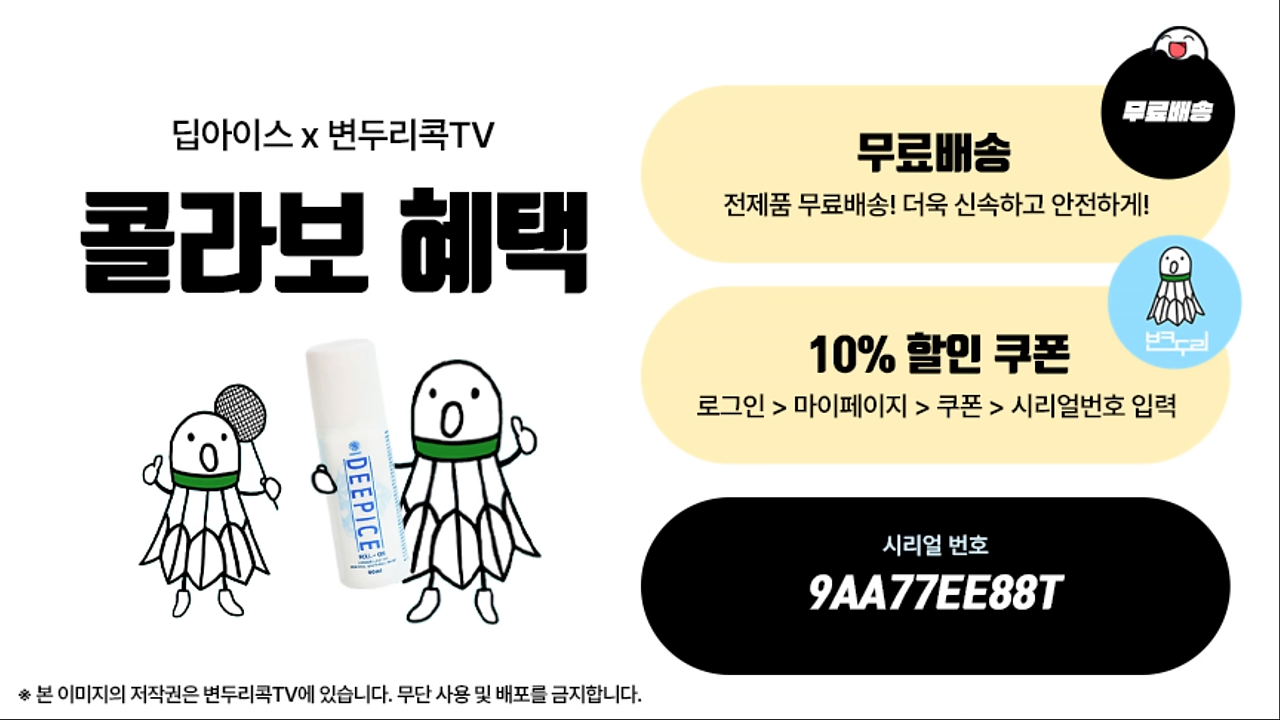 딥아이스 x 변두리콕TV
콜라보 혜택
DEEPICE
ROLL - ON
90ml
무료배송
무료배송
전제품 무료배송! 더욱 신속하고 안전하게!
변두리
10% 할인 쿠폰
로그인 > 마이페이지 > 쿠폰 > 시리얼번호 입력
시리얼 번호
9AA77EE88T
※ 본 이미지의 저작권은 변두리콕TV에 있습니다. 무단 사용 및 배포를 금지합니다.